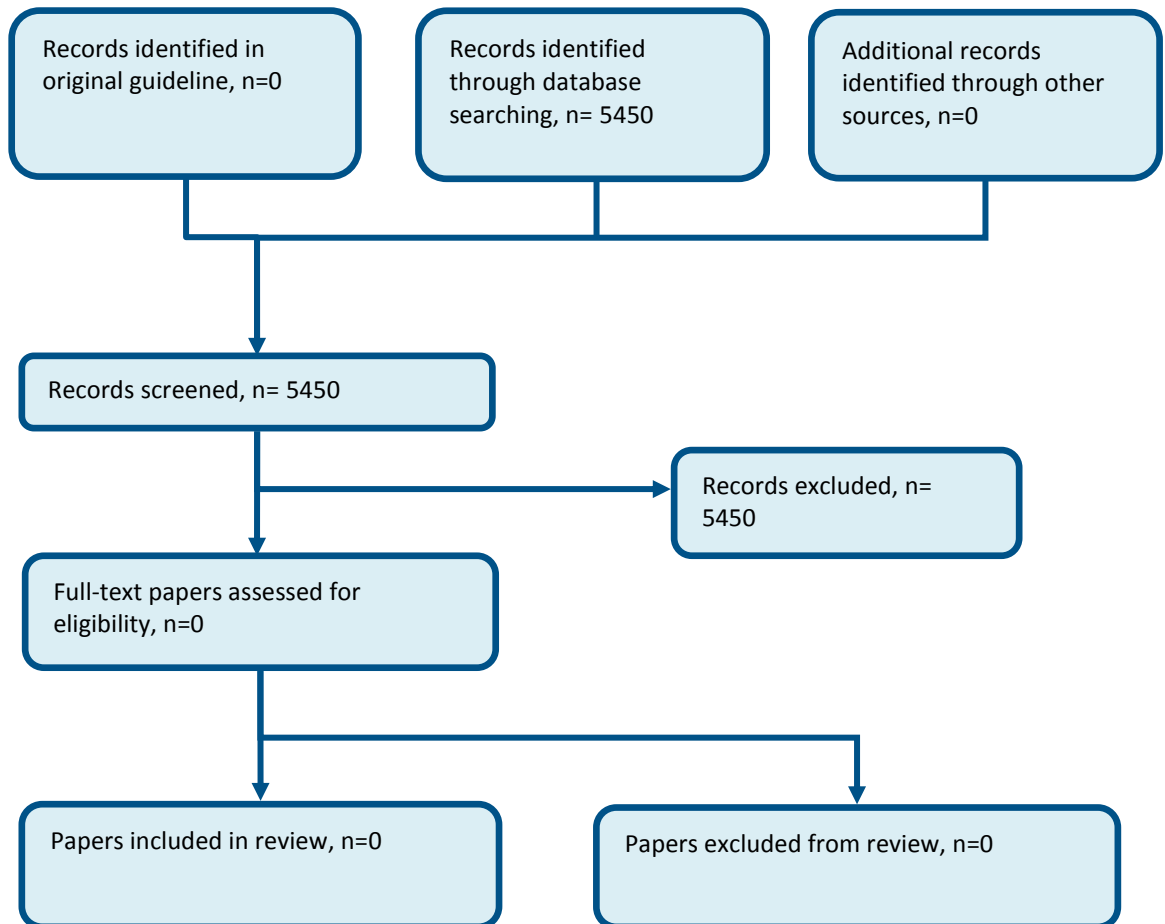 Records identified in
original guideline, n=0
Records identified
through database
searching, n= 5450
Additional records
identified through other
sources, n=0
Records screened, n= 5450
Records excluded, n=
5450
Full-text papers assessed for
eligibility, n=0
Papers included in review, n=0
Papers excluded from review, n=0